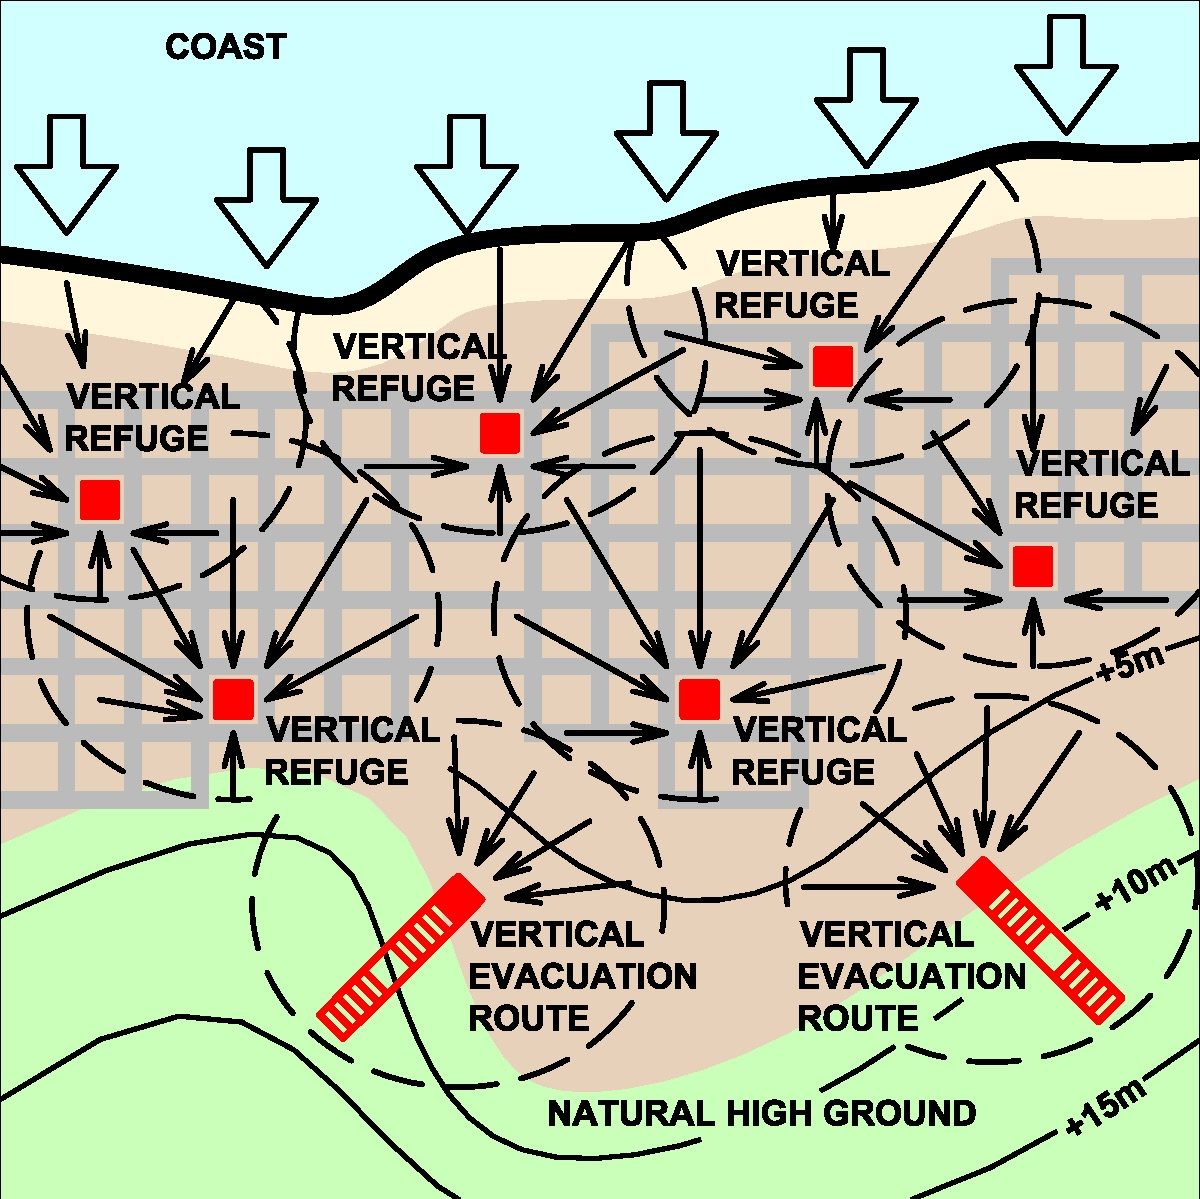 COAST
VERTICAL
REFUGE
VERTICAL
REFUGE
VERTICAL
REFUGE
VERTICAL
REFUGE
VERTICAL
REFUGE
VERTICAL
REFUGE
+5m
+10m
VERTICAL
EVACUATION
ROUTE
VERTICAL
EVACUATION
ROUTE
NATURAL HIGH GROUND
+15m